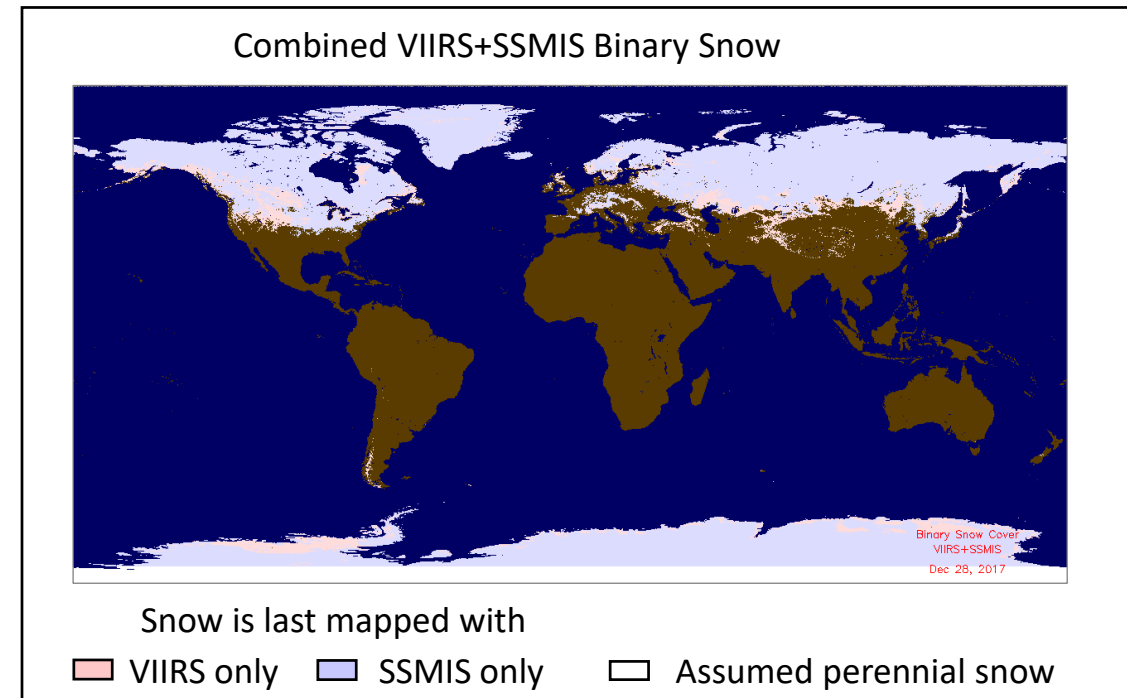 Combined VIIRS+SSMIS Binary Snow
Binary Snow Cover
VIIRS+SSMIS
Dec 28, 2017
Snow is last mapped with
VIIRS only SSMIS only Assumed perennial snow